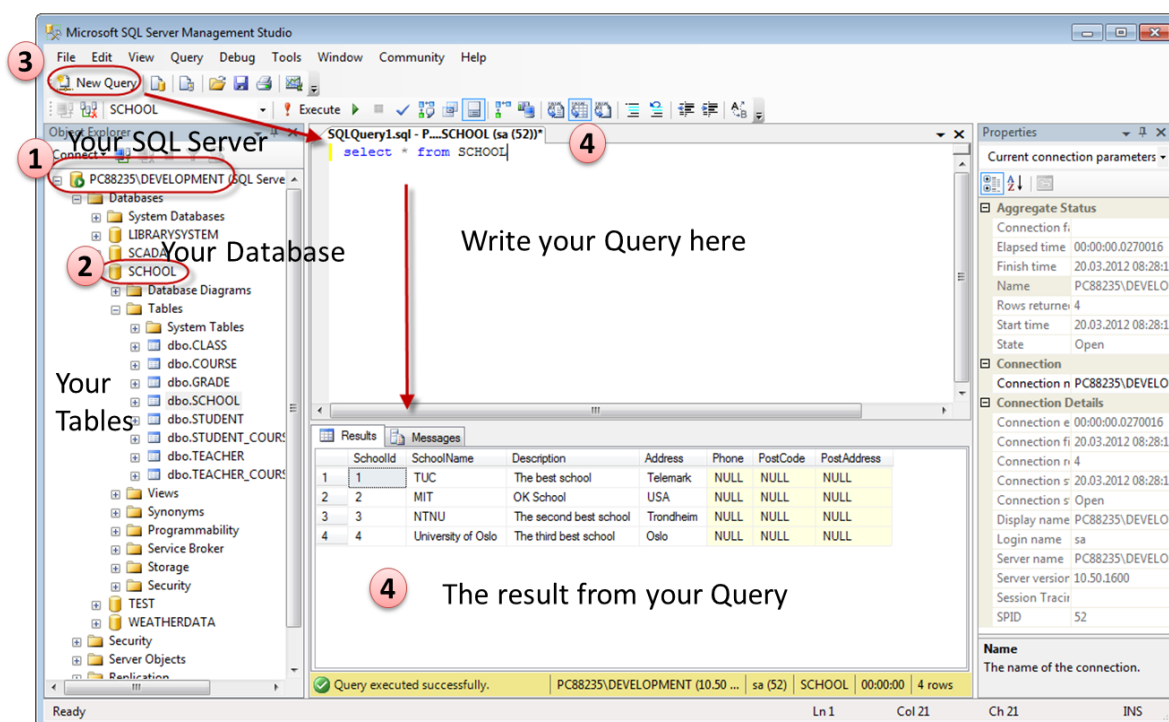 Microsoft SQL Server Management Studio
File Edit View Query Debug Tools Window Community Help
3
New Query
SCHOOL
Execute
Object Explorer
Your SQL Server
1
Connect
PC88235\DEVELOPMENT (SQL Serve
Databases
System Databases
LIBRARYSYSTEM
SCADA
Your Database
2
SCHOOL
Database Diagrams
Tables
System Tables
dbo.CLASS
dbo.COURSE
Your
Tables
dbo.GRADE
dbo.SCHOOL
dbo.STUDENT
dbo.STUDENT_COURS
dbo.TEACHER
dbo.TEACHER_COURS
Views
Synonyms
Programmability
Service Broker
Storage
Security
TEST
WEATHERDATA
Security
Server Objects
Replication
SQLQuery1.sql - P....SCHOOL (sa (52))*
4
select * from SCHOOL
Write your Query here
Results Messages
SchoolId SchoolName Description Address Phone PostCode PostAddress
1 1 TUC The best school Telemark NULL NULL NULL
2 2 MIT OK School USA NULL NULL NULL
3 3 NTNU The second best school Trondheim NULL NULL NULL
4 4 University of Oslo The third best school Oslo NULL NULL NULL
4
The result from your Query
Query executed successfully. PC88235\DEVELOPMENT (10.50 ... sa (52) SCHOOL 00:00:00 4 rows
Properties
Current connection parameters
Aggregate Status
Connection fa
Elapsed time 00:00:00.0270016
Finish time 20.03.2012 08:28:1
Name PC88235\DEVELO
Rows returne 4
Start time 20.03.2012 08:28:1
State Open
Connection
Connection n PC88235\DEVELO
Connection Details
Connection e 00:00:00.0270016
Connection fi 20.03.2012 08:28:1
Connection r 4
Connection s 20.03.2012 08:28:1
Connection s Open
Display name PC88235\DEVELO
Login name sa
Server name PC88235\DEVELO
Server version 10.50.1600
Session Tracin
SPID 52
Name
The name of the connection.
Ready Ln 1 Col 21 Ch 21 INS